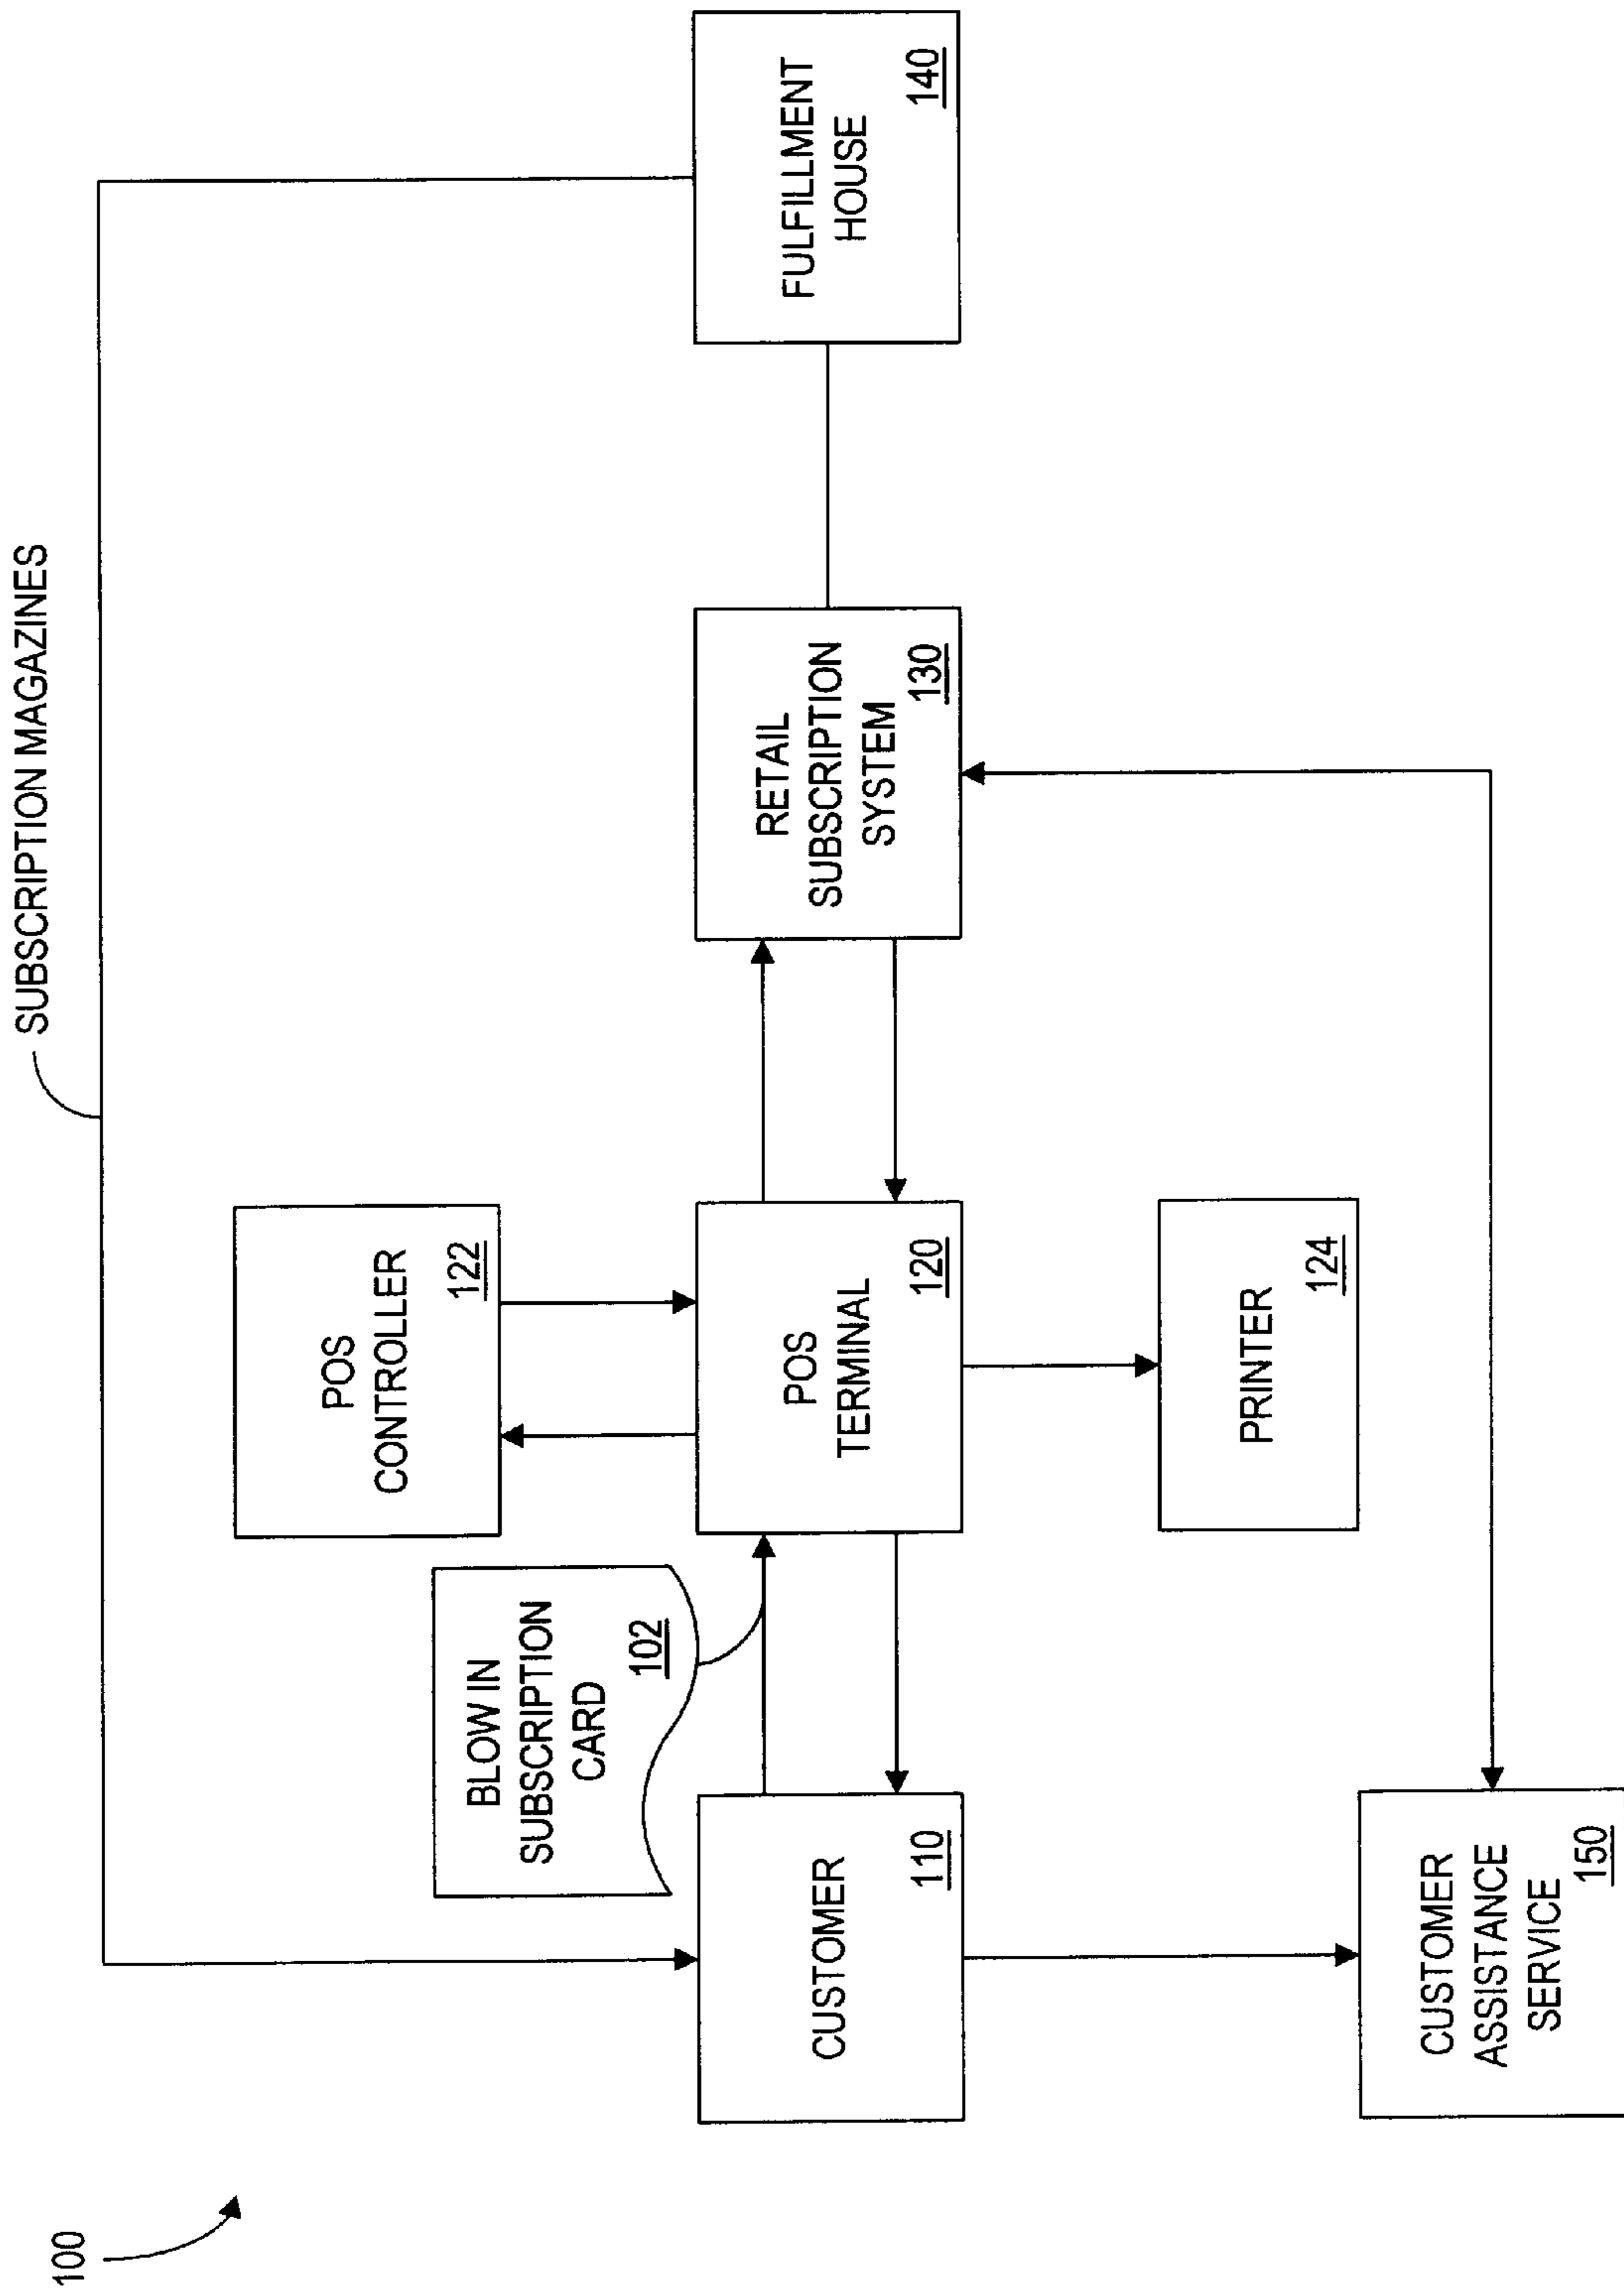 100
SUBSCRIPTION MAGAZINES
POS
CONTROLLER
122
BLOW IN
SUBSCRIPTION
CARD
102
CUSTOMER
110
POS
TERMINAL
120
RETAIL
SUBSCRIPTION
SYSTEM
130
FULFILLMENT
HOUSE
140
PRINTER
124
CUSTOMER
ASSISTANCE
SERVICE
150